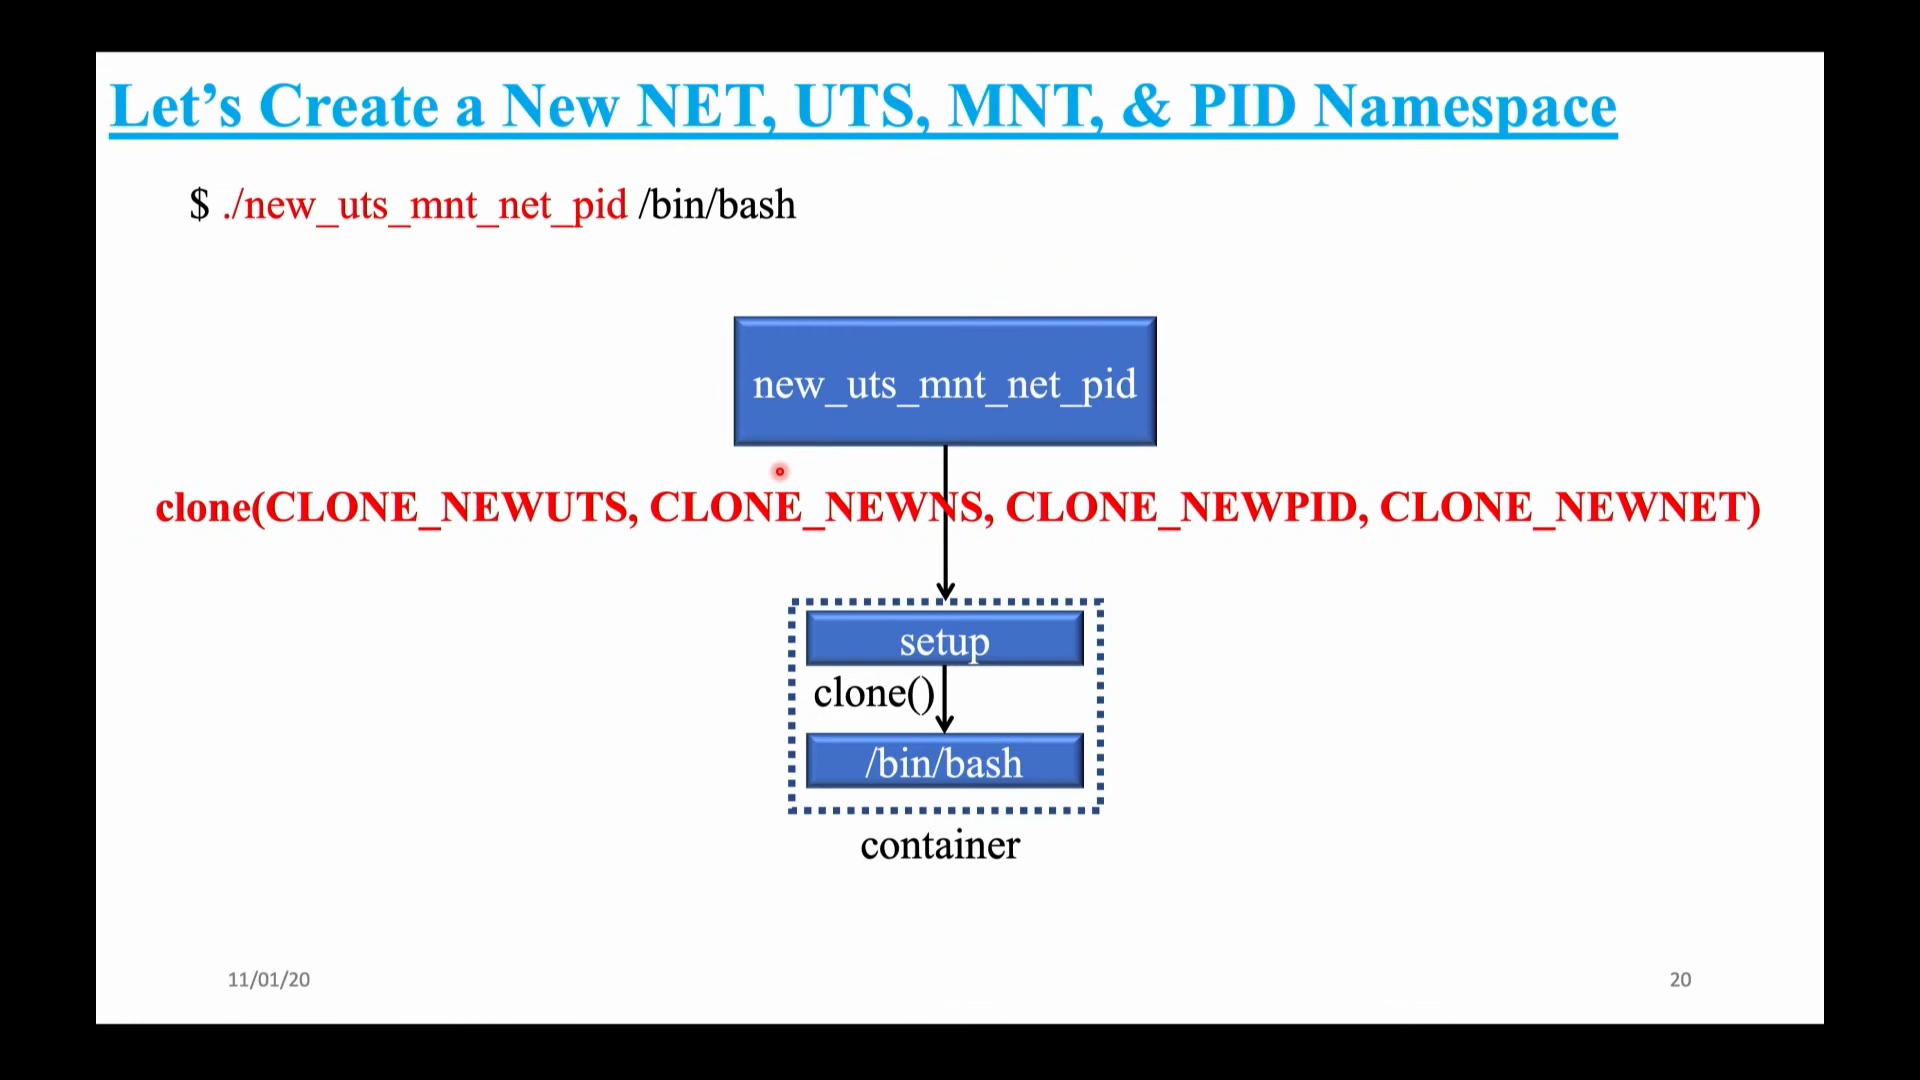 Let’s Create a New NET, UTS, MNT, & PID Namespace
$ ./new_uts_mnt_net_pid /bin/bash
new_uts_mnt_net_pid
clone(CLONE_NEWUTS, CLONE_NEWNS, CLONE_NEWPID, CLONE_NEWNET)
setup
clone()
/bin/bash
container
11/01/20
20